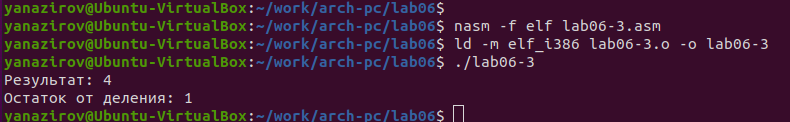 yanazirov@Ubuntu-VirtualBox:~/work/arch-pc/lab06$
yanazirov@Ubuntu-VirtualBox:~/work/arch-pc/lab06$ nasm -f elf lab06-3.asm
yanazirov@Ubuntu-VirtualBox:~/work/arch-pc/lab06$ ld -m elf_i386 lab06-3.o -o lab06-3
yanazirov@Ubuntu-VirtualBox:~/work/arch-pc/lab06$ ./lab06-3
Результат: 4
Остаток от деления: 1
yanazirov@Ubuntu-VirtualBox:~/work/arch-pc/lab06$